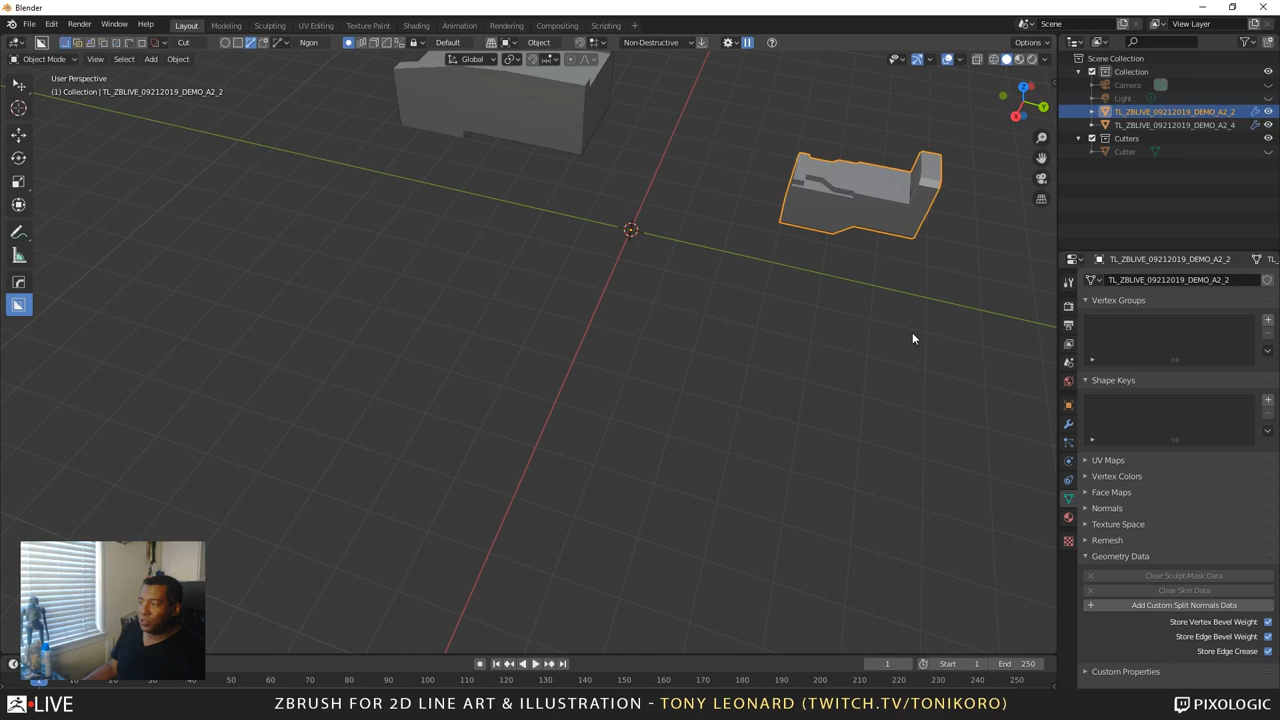 Blender
File Edit Render Window Help Layout Modeling Sculpting UV Editing Texture Paint Shading Animation Rendering Compositing Scripting + Scene View Layer
Cut Ngon Default Object Non-Destructive Options
Object Mode View Select Add Object Global
User Perspective
(1) Collection | TL_ZBLIVE_09212019_DEMO_A2_2
Scene Collection
Collection
Camera
Light
TL_ZBLIVE_09212019_DEMO_A2_2
TL_ZBLIVE_09212019_DEMO_A2_4
Cutters
Cutter
TL_ZBLIVE_09212019_DEMO_A2_2 TL...
TL_ZBLIVE_09212019_DEMO_A2_2
Vertex Groups
Shape Keys
UV Maps
Vertex Colors
Face Maps
Normals
Texture Space
Remesh
Geometry Data
Clear Sculpt-Mask Data
Clear Skin Data
Add Custom Split Normals Data
Store Vertex Bevel Weight
Store Edge Bevel Weight
Store Edge Crease
Custom Properties
1 Start 1 End 250
1 50 60 70 80 90 100 110 120 130 140 150 160 170 180 190 200 210 220 230 240 250
LIVE ZBRUSH FOR 2D LINE ART & ILLUSTRATION - TONY LEONARD (TWITCH.TV/TONIKORO) PIXOLOGIC